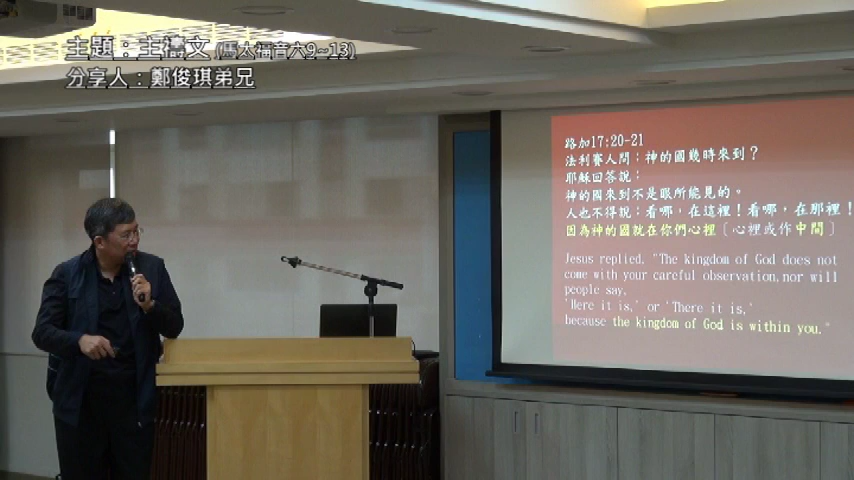 主題：主禱文 (馬太福音六9~13)
分享人：鄭俊琪弟兄
路加17:20-21
法利賽人問：神的國幾時來到？
耶穌回答說：
神的國來到不是眼所能見的。
人也不得說：看哪，在這裡！看哪，在那裡！
因為神的國就在你們心裡〔心裡或作中間〕
Jesus replied, "The kingdom of God does not
come with your careful observation,nor will
people say,
'Here it is,' or 'There it is,'
because the kingdom of God is within you."